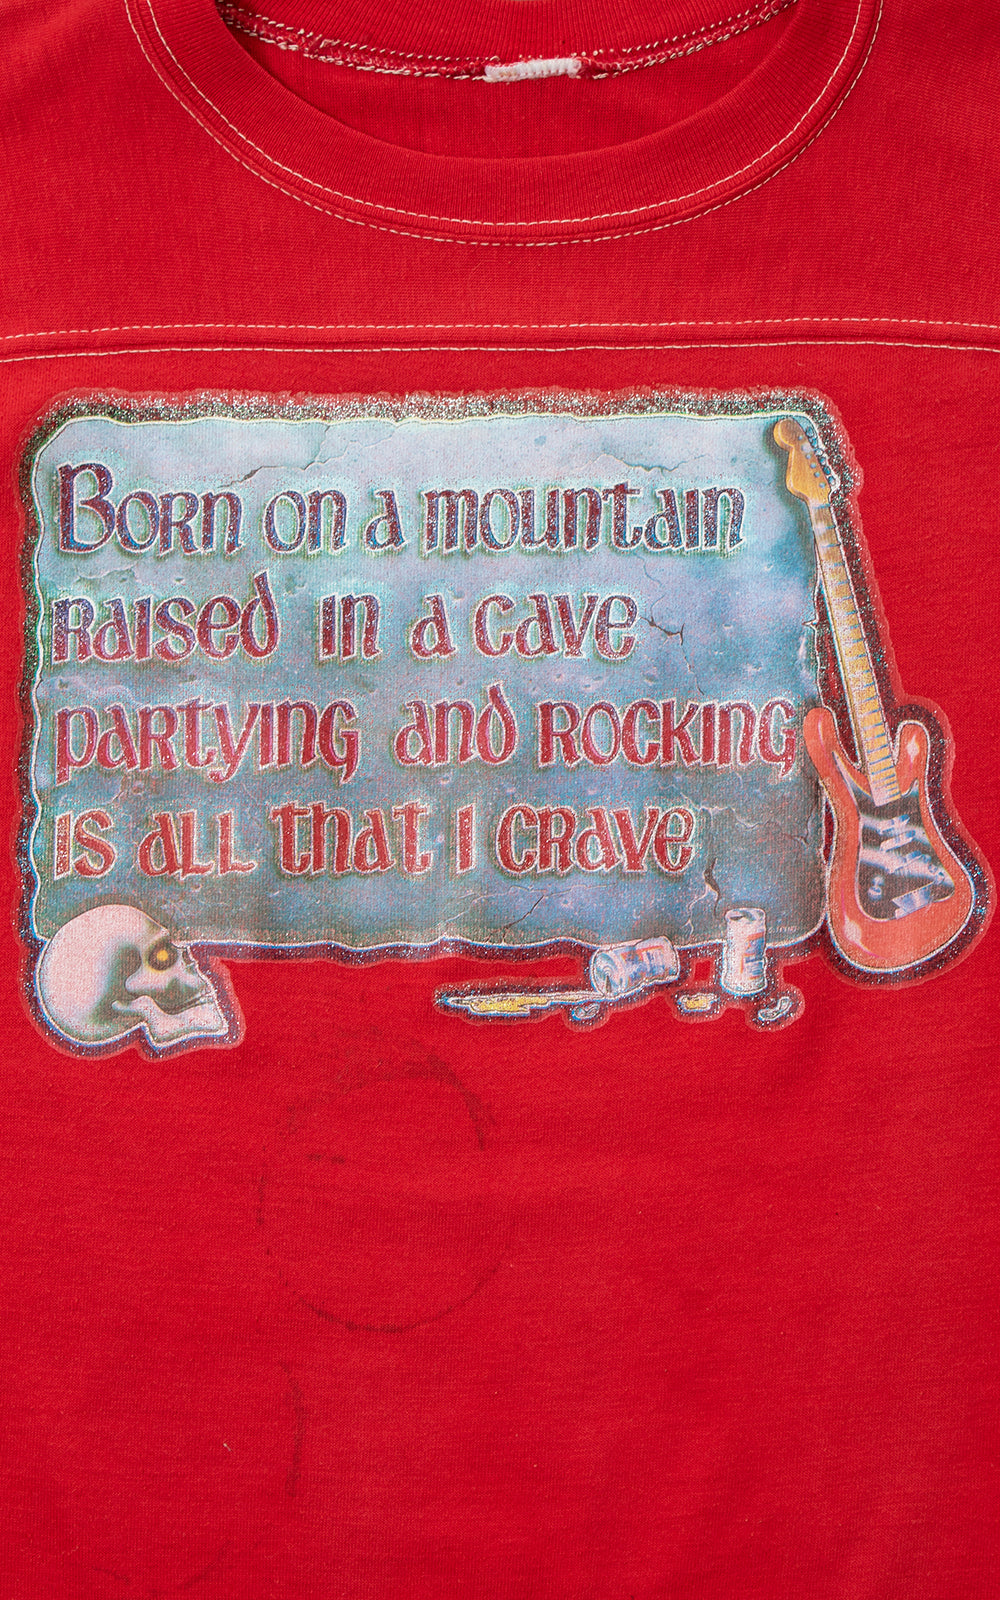 Born on a mountain
raised in a cave
partying and rocking
is all that I crave